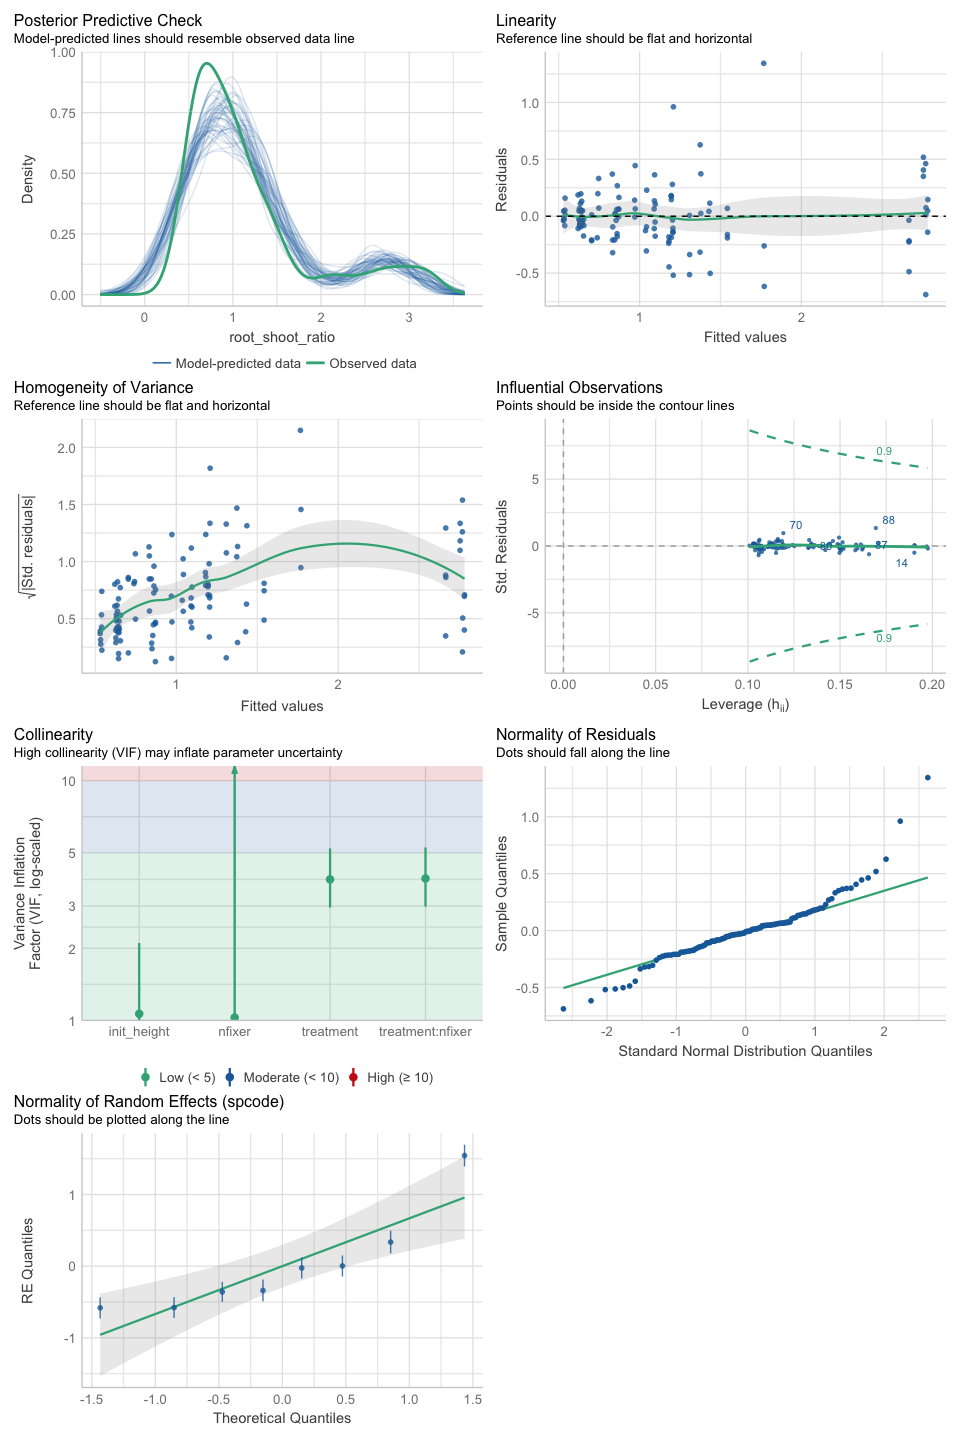 Posterior Predictive Check
Model-predicted lines should resemble observed data line
1.00
0.75
0.50
0.25
0.00
Density
0
1
2
3
root_shoot_ratio
Model-predicted data
Observed data
Linearity
Reference line should be flat and horizontal
1.0
0.5
0.0
-0.5
Residuals
1
2
Fitted values
Homogeneity of Variance
Reference line should be flat and horizontal
2.0
1.5
1.0
0.5
√|Std. residuals|
1
2
Fitted values
Influential Observations
Points should be inside the contour lines
5
0
-5
Std. Residuals
0.9
70
88
87
14
0.9
0.00
0.05
0.10
0.15
0.20
Leverage (hii)
Collinearity
High collinearity (VIF) may inflate parameter uncertainty
10
5
3
2
1
Variance Inflation
Factor (VIF, log-scaled)
init_height
nfixer
treatment
treatment:nfixer
Low (< 5)
Moderate (< 10)
High (≥ 10)
Normality of Residuals
Dots should fall along the line
1.0
0.5
0.0
-0.5
Sample Quantiles
-2
-1
0
1
2
Standard Normal Distribution Quantiles
Normality of Random Effects (spcode)
Dots should be plotted along the line
1
0
-1
RE Quantiles
-1.5
-1.0
-0.5
0.0
0.5
1.0
1.5
Theoretical Quantiles